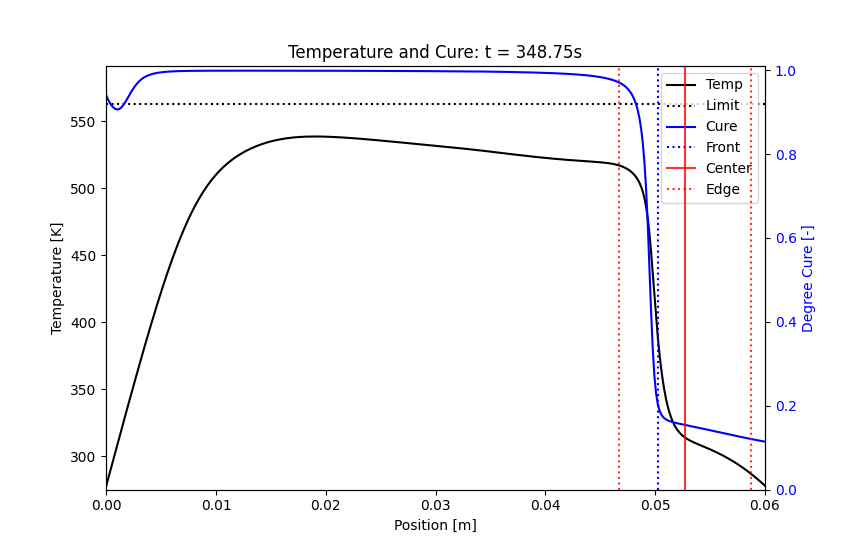 Temperature and Cure: t = 348.75s
Temperature [K]
550
500
450
400
350
300
Temp
Limit
Cure
Front
Center
Edge
1.0
0.8
0.6
0.4
0.2
0.0
Degree Cure [-]
0.00 0.01 0.02 0.03 0.04 0.05 0.06
Position [m]